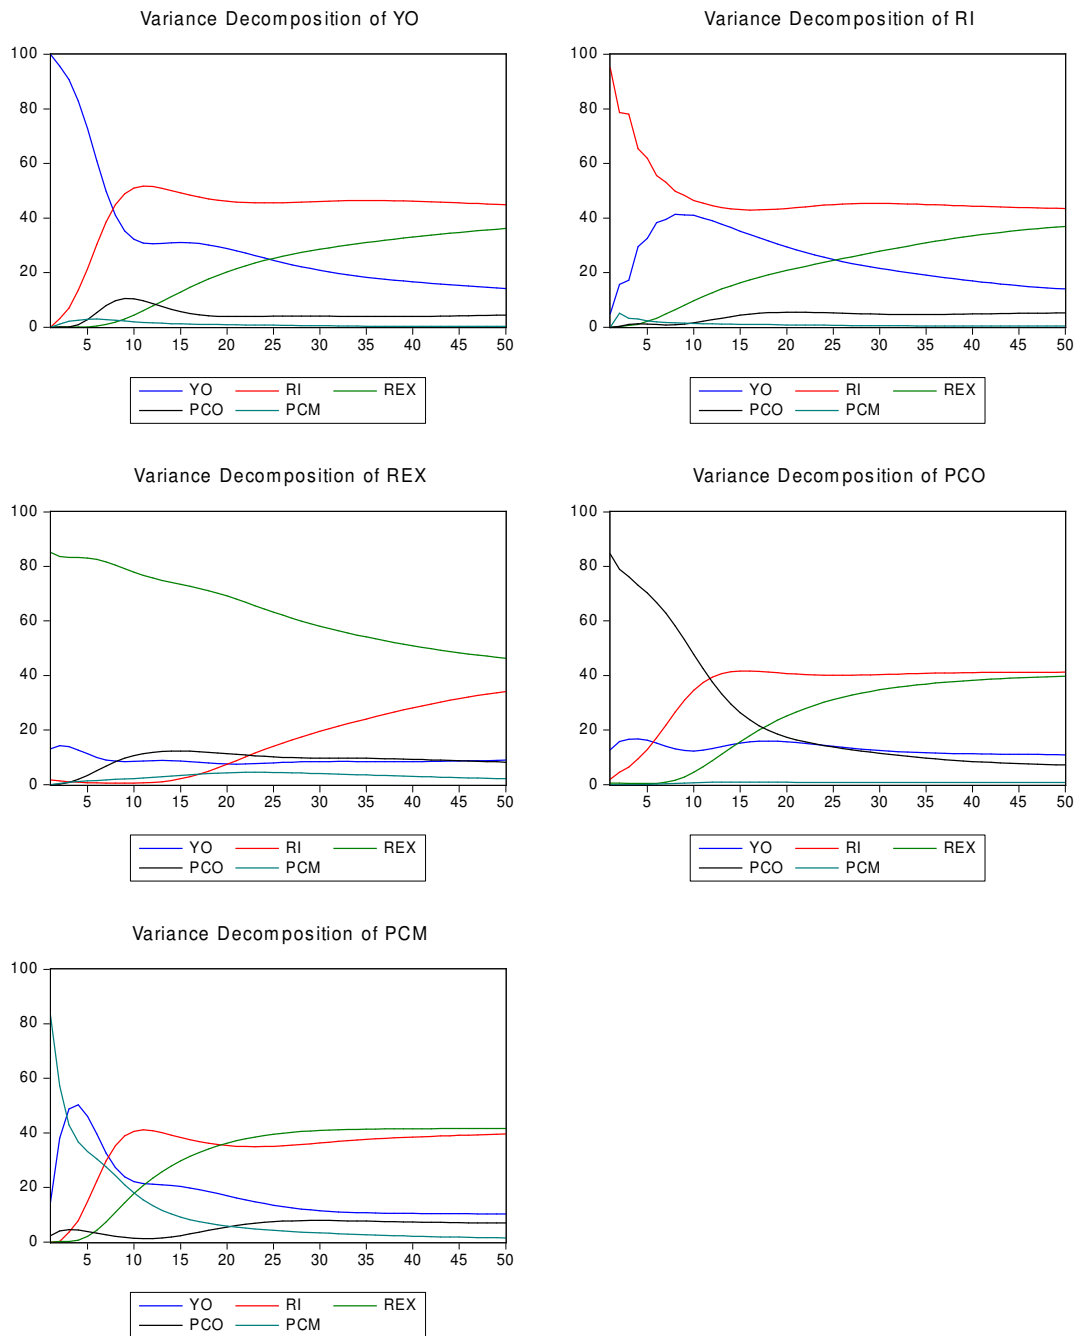 Variance Decomposition of YO
100
80
60
40
20
0
5 10 15 20 25 30 35 40 45 50
YO RI REX
PCO PCM
Variance Decomposition of RI
100
80
60
40
20
0
5 10 15 20 25 30 35 40 45 50
YO RI REX
PCO PCM
Variance Decomposition of REX
100
80
60
40
20
0
5 10 15 20 25 30 35 40 45 50
YO RI REX
PCO PCM
Variance Decomposition of PCO
100
80
60
40
20
0
5 10 15 20 25 30 35 40 45 50
YO RI REX
PCO PCM
Variance Decomposition of PCM
100
80
60
40
20
0
5 10 15 20 25 30 35 40 45 50
YO RI REX
PCO PCM